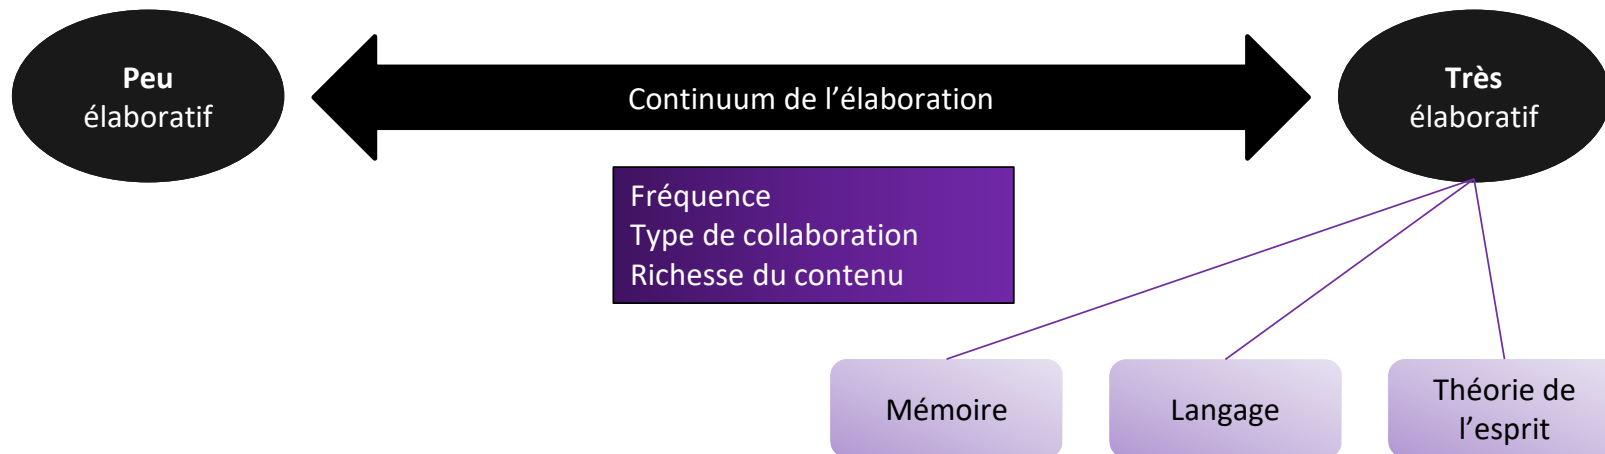 Peu
élaboratif
Continuum de l’élaboration
Très
élaboratif
Fréquence
Type de collaboration
Richesse du contenu
Mémoire
Langage
Théorie de
l’esprit